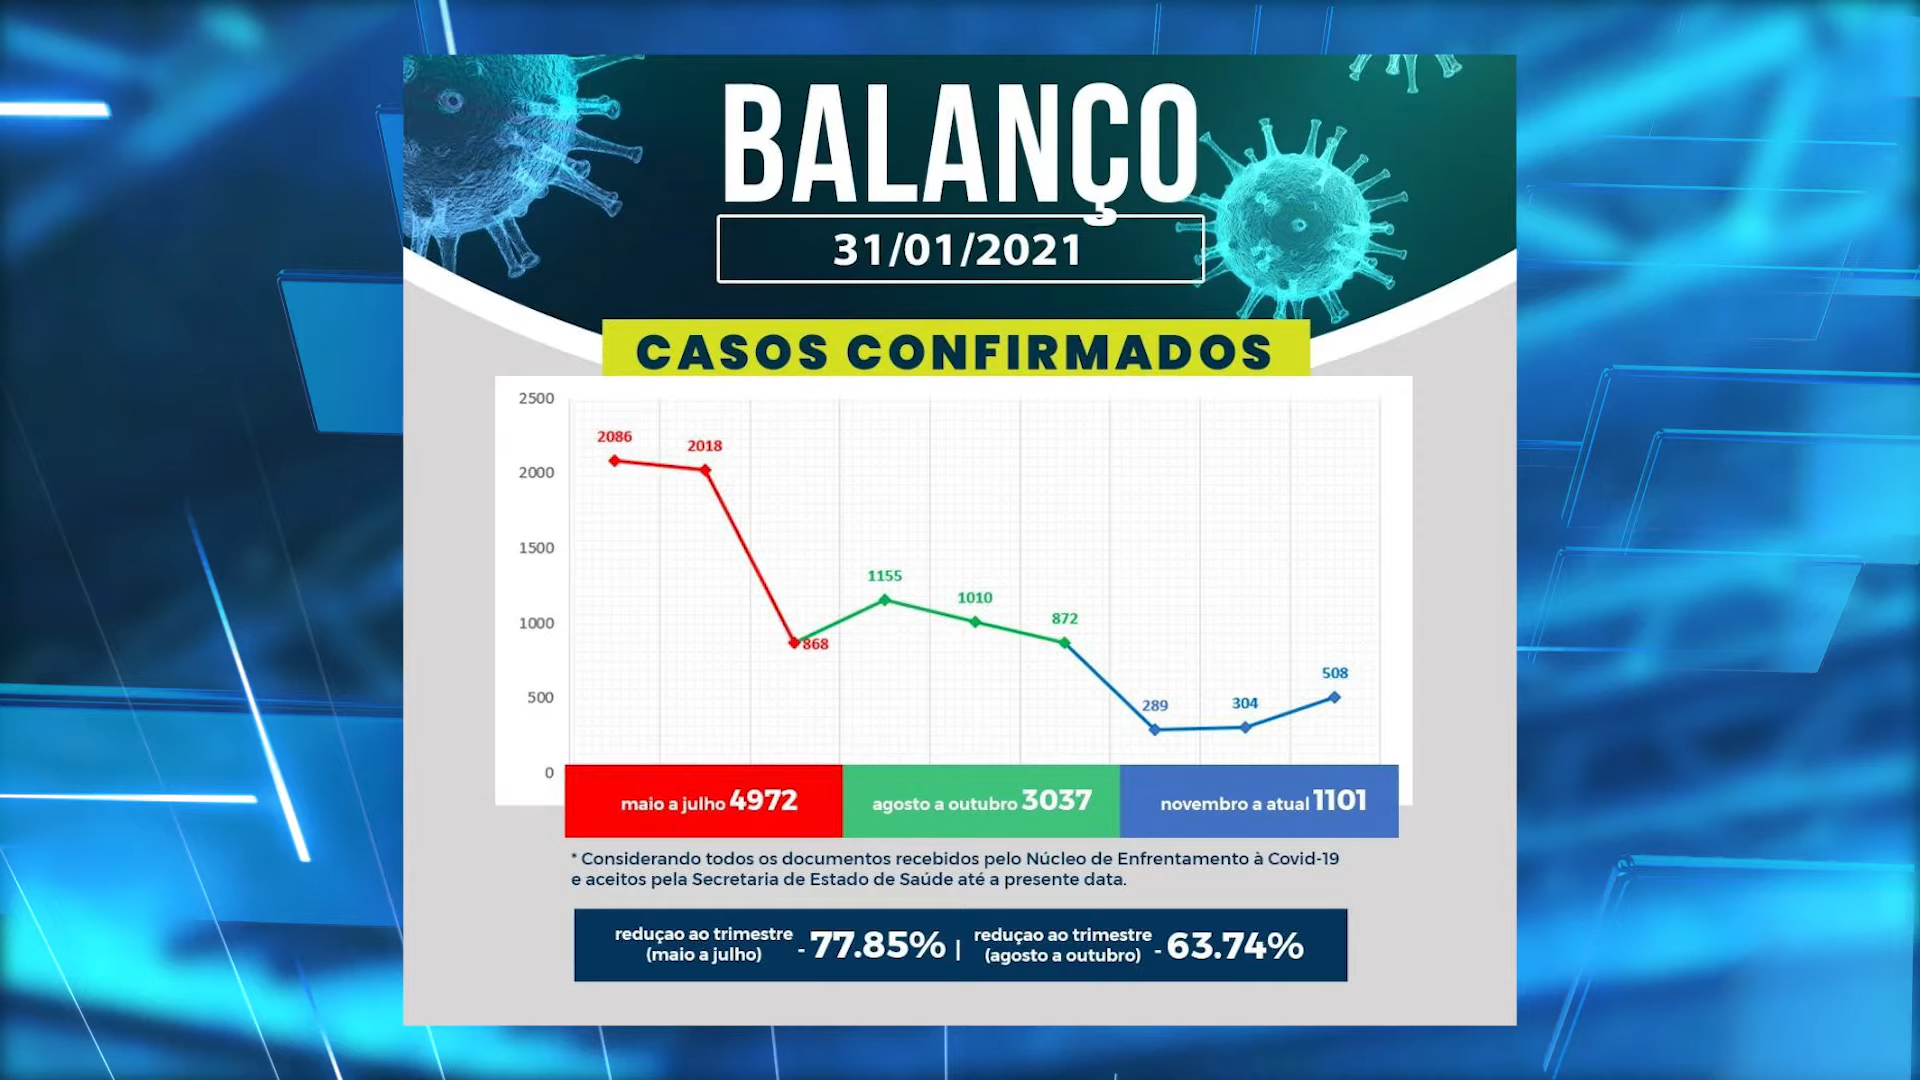 BALANÇO
31/01/2021
CASOS CONFIRMADOS
2500
2000
1500
1000
500
0
2086
2018
868
1155
1010
872
289
304
508
maio a julho 4972
agosto a outubro 3037
novembro a atual 1101
* Considerando todos os documentos recebidos pelo Núcleo de Enfrentamento à Covid-19
e aceitos pela Secretaria de Estado de Saúde até a presente data.
reduçao ao trimestre
(maio a julho)
- 77.85% |
reduçao ao trimestre
(agosto a outubro)
- 63.74%